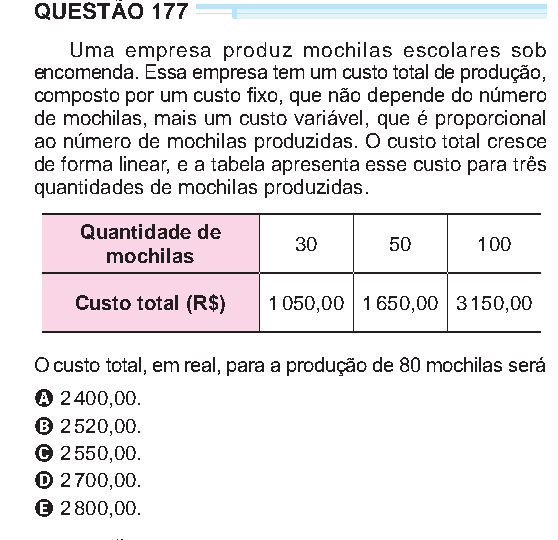 QUESTÃO 177
Uma empresa produz mochilas escolares sob
encomenda. Essa empresa tem um custo total de produção,
composto por um custo fixo, que não depende do número
de mochilas, mais um custo variável, que é proporcional
ao número de mochilas produzidas. O custo total cresce
de forma linear, e a tabela apresenta esse custo para três
quantidades de mochilas produzidas.
Quantidade de mochilas 30 50 100
Custo total (R$) 1 050,00 1 650,00 3 150,00
O custo total, em real, para a produção de 80 mochilas será
A 2 400,00.
B 2 520,00.
C 2 550,00.
D 2 700,00.
E 2 800,00.